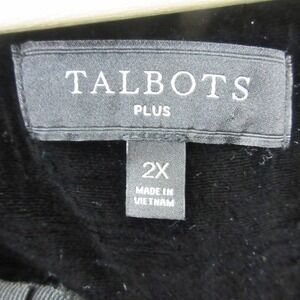 TALBOTS
PLUS
2X
MADE IN
VIETNAM